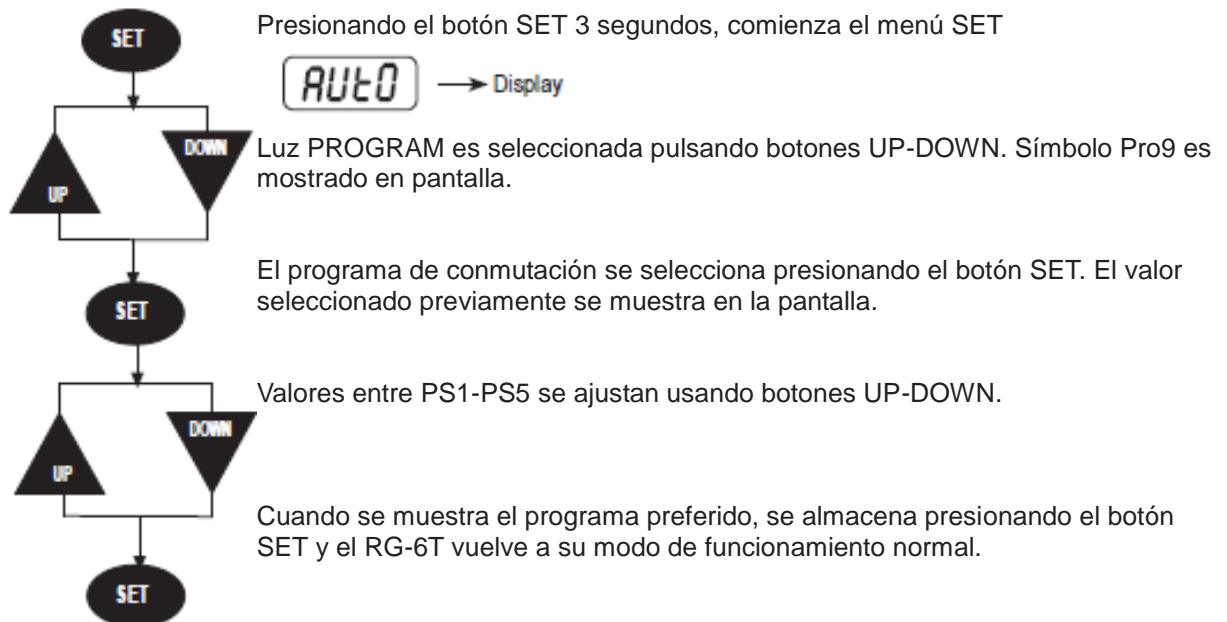 SET
Presionando el botón SET 3 segundos, comienza el menú SET
AUtO
Display
UP
DOWN
Luz PROGRAM es seleccionada pulsando botones UP-DOWN. Símbolo Pro9 es
mostrado en pantalla.
El programa de conmutación se selecciona presionando el botón SET. El valor
seleccionado previamente se muestra en la pantalla.
SET
Valores entre PS1-PS5 se ajustan usando botones UP-DOWN.
UP
DOWN
Cuando se muestra el programa preferido, se almacena presionando el botón
SET y el RG-6T vuelve a su modo de funcionamiento normal.
SET